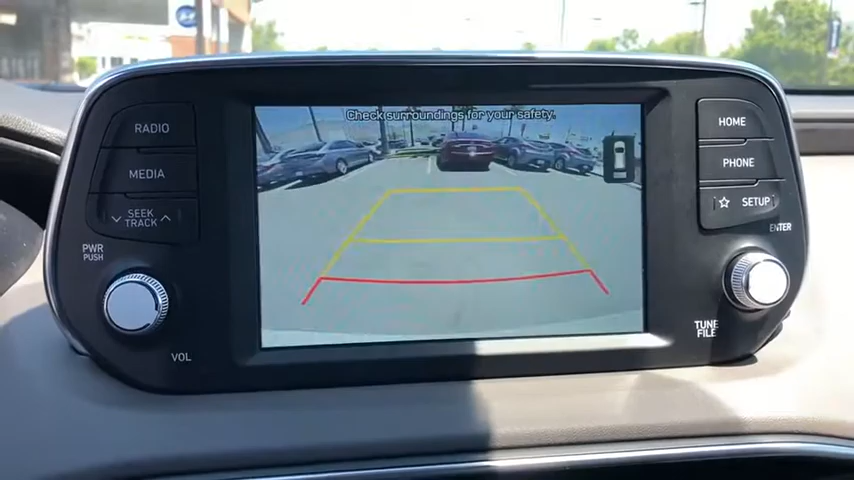 Check surroundings for your safety.
RADIO
MEDIA
SEEK
TRACK
PWR
PUSH
VOL
HOME
PHONE
☆ SETUP
ENTER
TUNE
FILE